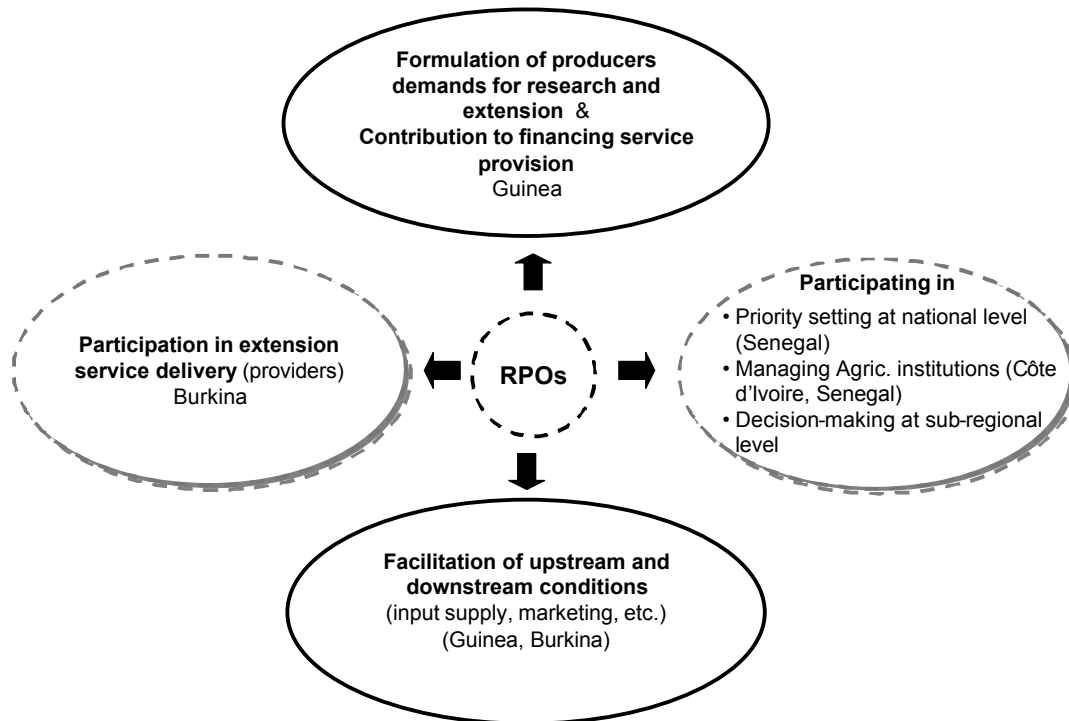 Formulation of producers
demands for research and
extension &
Contribution to financing service
provision
Guinea
Participation in extension
service delivery (providers)
Burkina
RPOs
Participating in
• Priority setting at national level
(Senegal)
• Managing Agric. institutions (Côte
d'Ivoire, Senegal)
• Decision-making at sub-regional
level
Facilitation of upstream and
downstream conditions
(input supply, marketing, etc.)
(Guinea, Burkina)